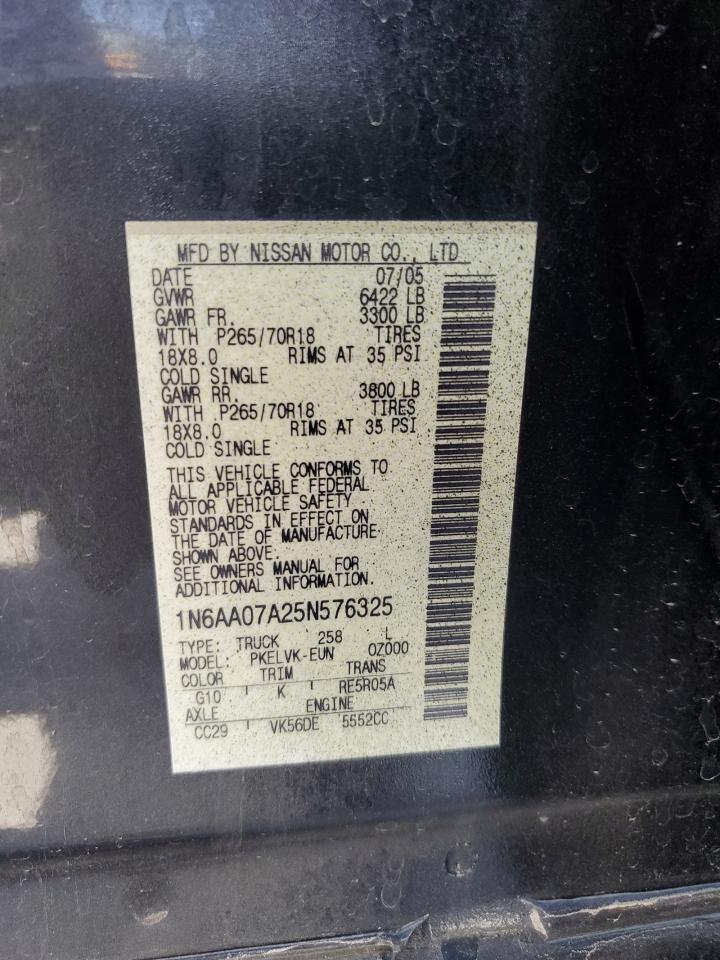 MFD BY NISSAN MOTOR CO., LTD
DATE 07/05
GVWR 6422 LB
GAWR FR. 3300 LB
WITH P265/70R18 TIRES
18X8.0 RIMS AT 35 PSI
COLD SINGLE
GAWR RR. 3800 LB
WITH P265/70R18 TIRES
18X8.0 RIMS AT 35 PSI
COLD SINGLE
THIS VEHICLE CONFORMS TO
ALL APPLICABLE FEDERAL
MOTOR VEHICLE SAFETY
STANDARDS IN EFFECT ON
THE DATE OF MANUFACTURE
SHOWN ABOVE.
SEE OWNERS MANUAL FOR
ADDITIONAL INFORMATION.
1N6AA07A25N576325
TYPE: TRUCK 258 L
MODEL: PKELVK-EUN 0Z000
COLOR TRIM TRANS
G10 K RE5R05A
AXLE ENGINE
CC29 VK56DE 5552CC